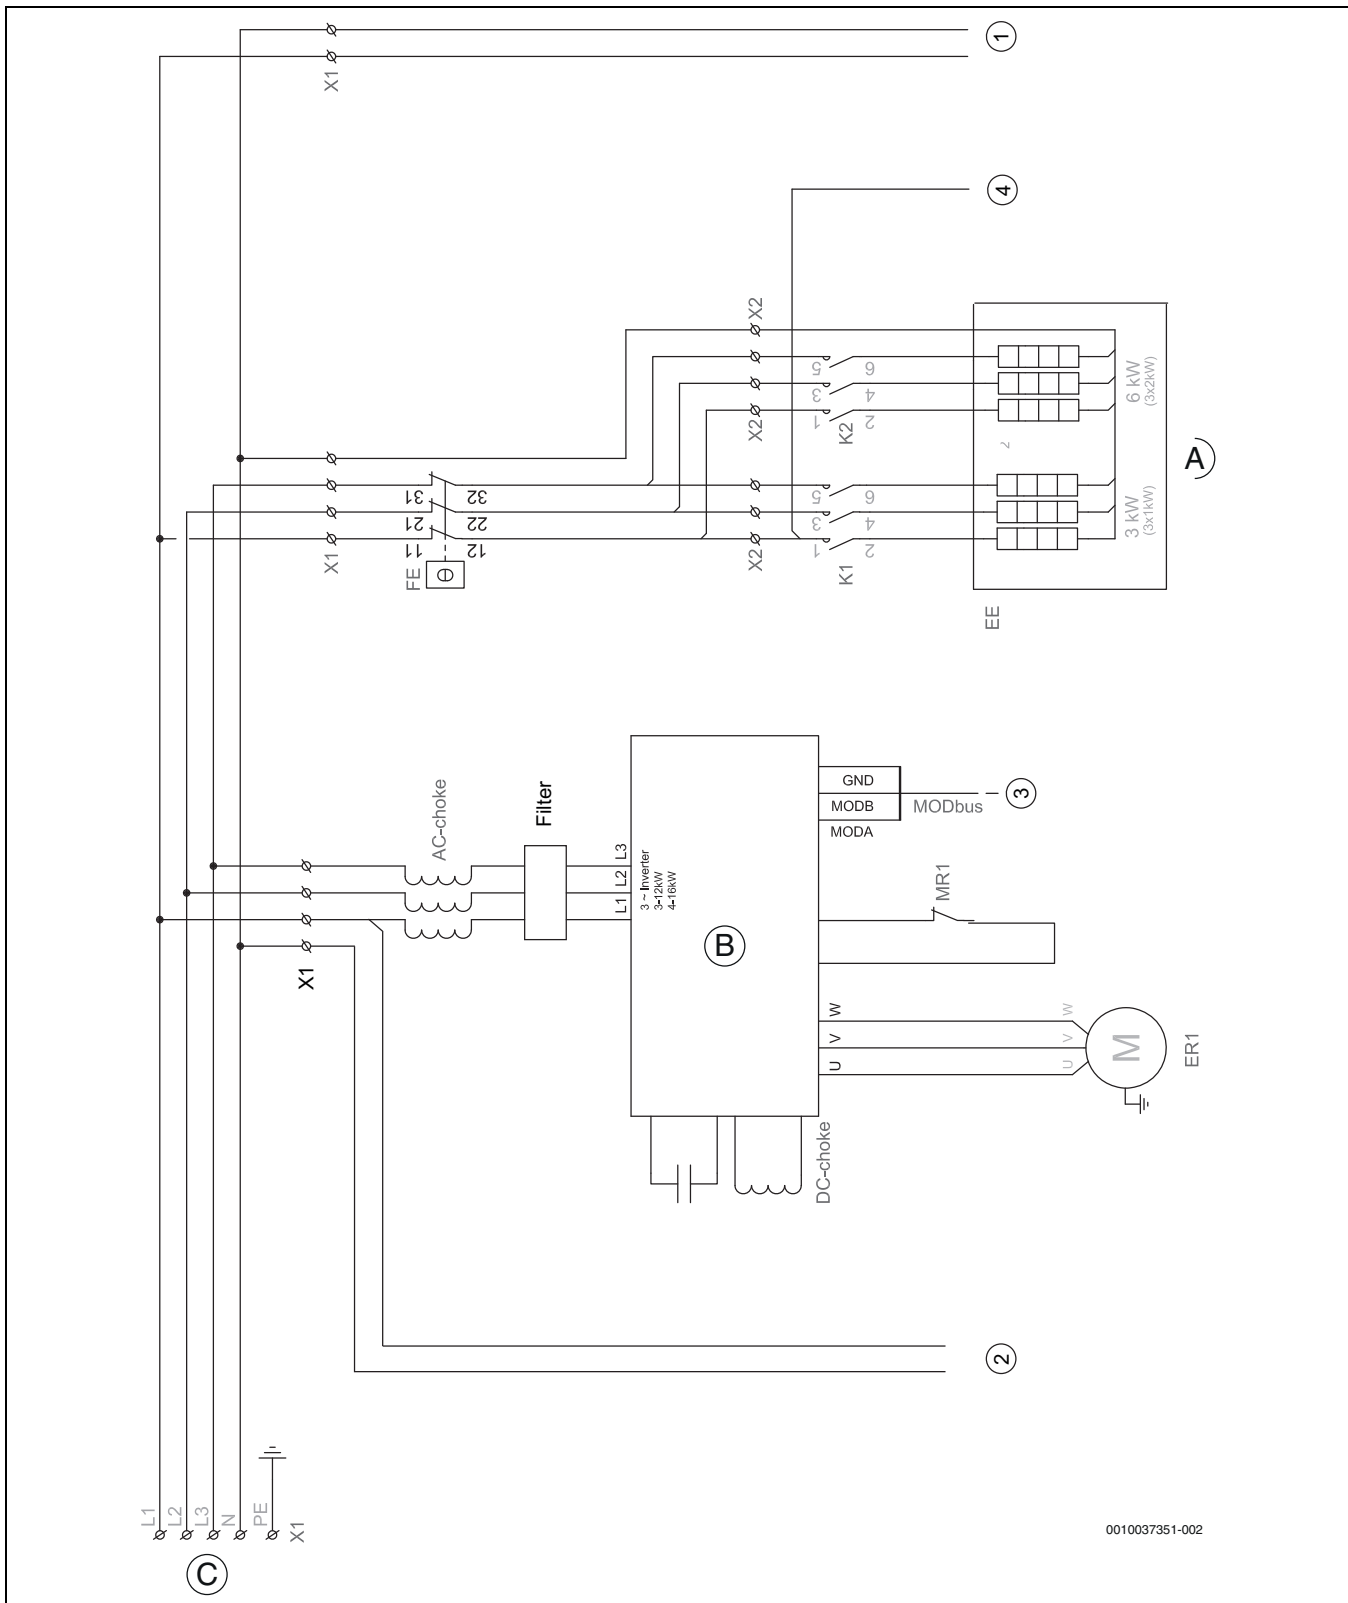 1
X1
4
X2
5 6
3 4
1 2
X2
K2
6 kW
(3x2kW)
2
A
31 32
21 22
11 12
X1
FE
Θ
5 6
3 4
1 2
X2
K1
3 kW
(3x1kW)
EE
AC-choke
Filter
L3
L2
L1
3 ~ Inverter
3-12kW
4-16kW
B
X1
GND
MODB
MODA
MODbus
3
MR1
W
V
U
W
V
U
M
ER1
DC-choke
2
L1
L2
L3
N
PE
X1
C
0010037351-002